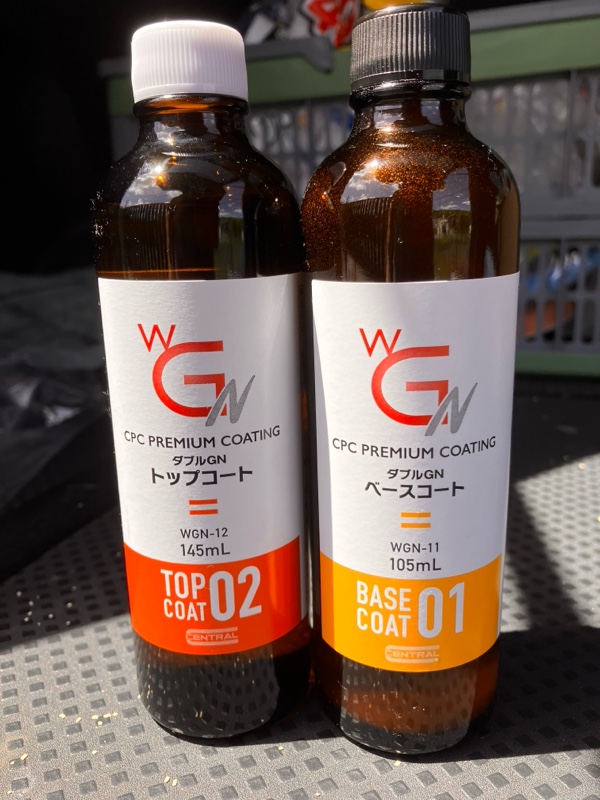 WGN
CPC PREMIUM COATING
ダブルGN
トップコート
WGN-12
145mL
TOP
COAT 02
CENTRAL
WGN
CPC PREMIUM COATING
ダブルGN
ベースコート
WGN-11
105mL
BASE
COAT 01
CENTRAL